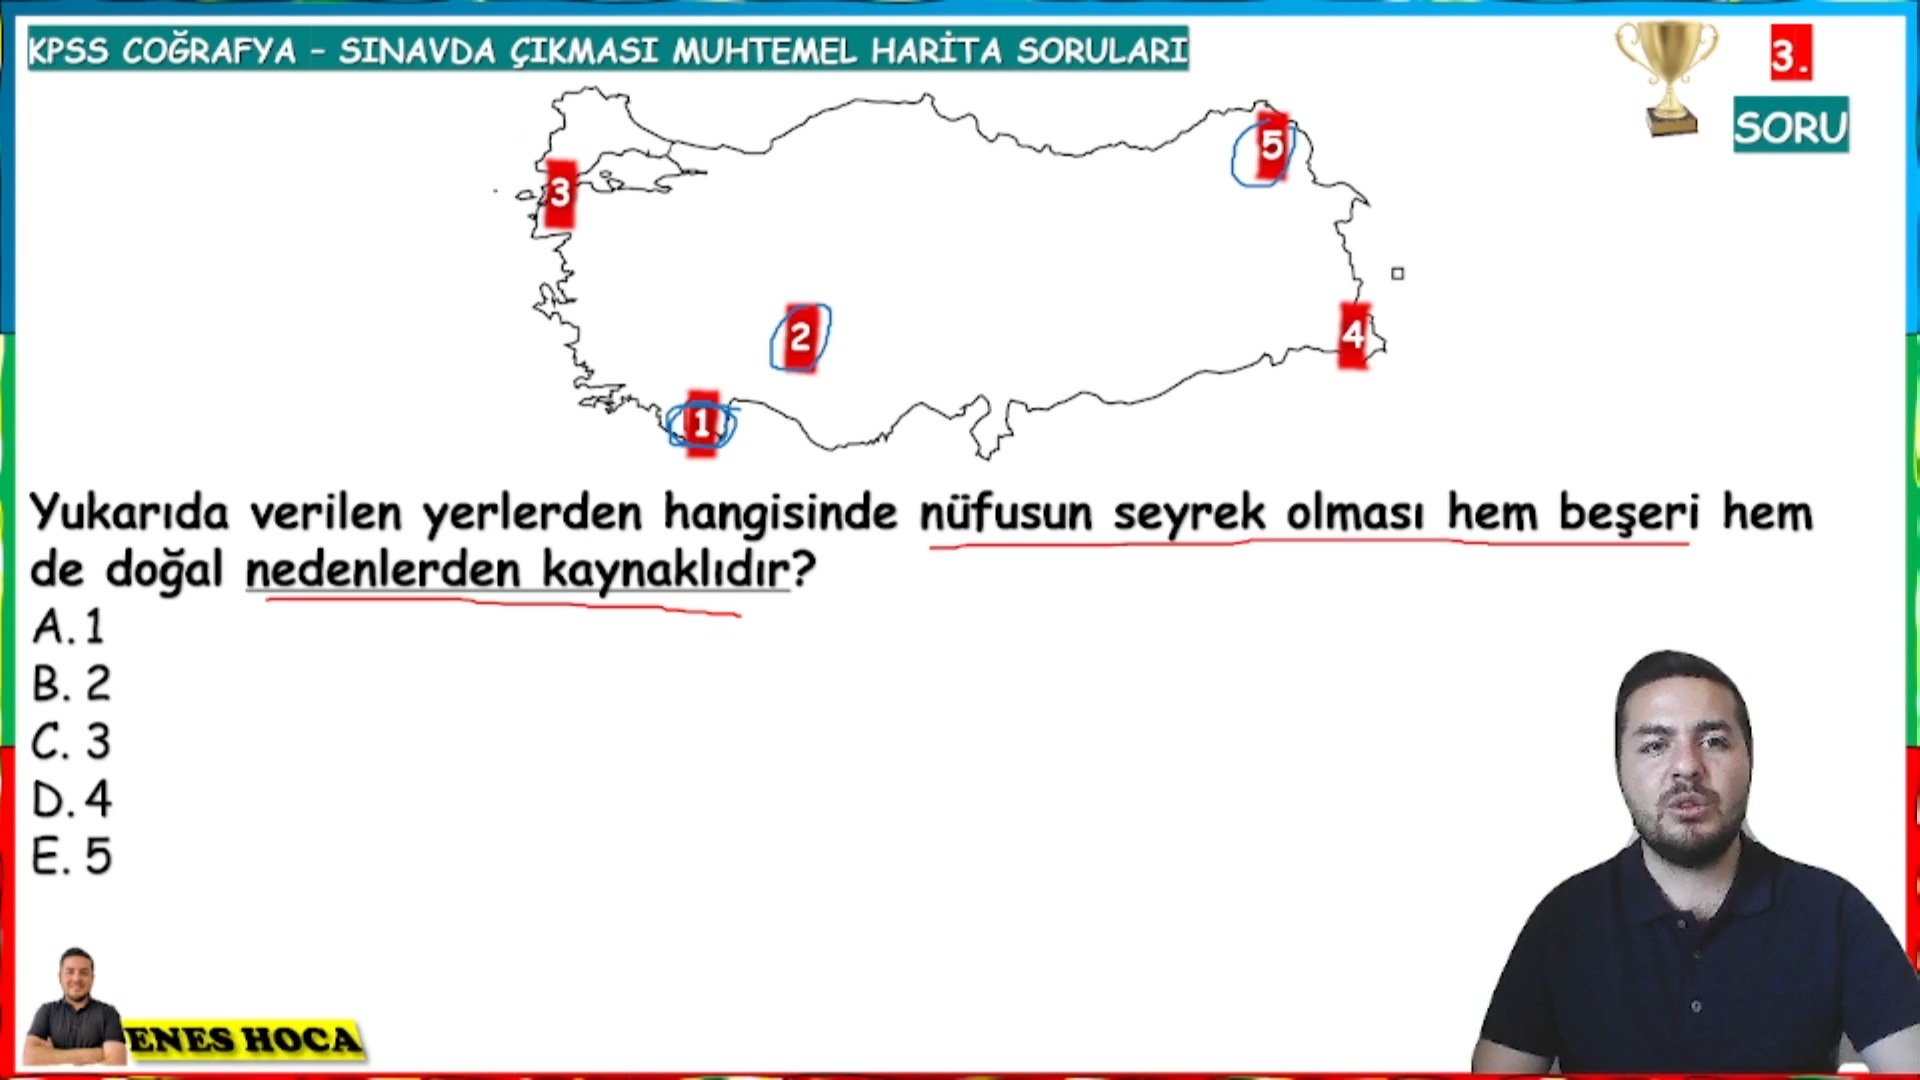 KPSS COĞRAFYA – SINAVDA ÇIKMASI MUHTEMEL HARİTA SORULARI
3.
SORU
5
3
2
4
1
Yukarıda verilen yerlerden hangisinde nüfusun seyrek olması hem beşeri hem
de doğal nedenlerden kaynaklıdır?
A. 1
B. 2
C. 3
D. 4
E. 5
ENES HOCA